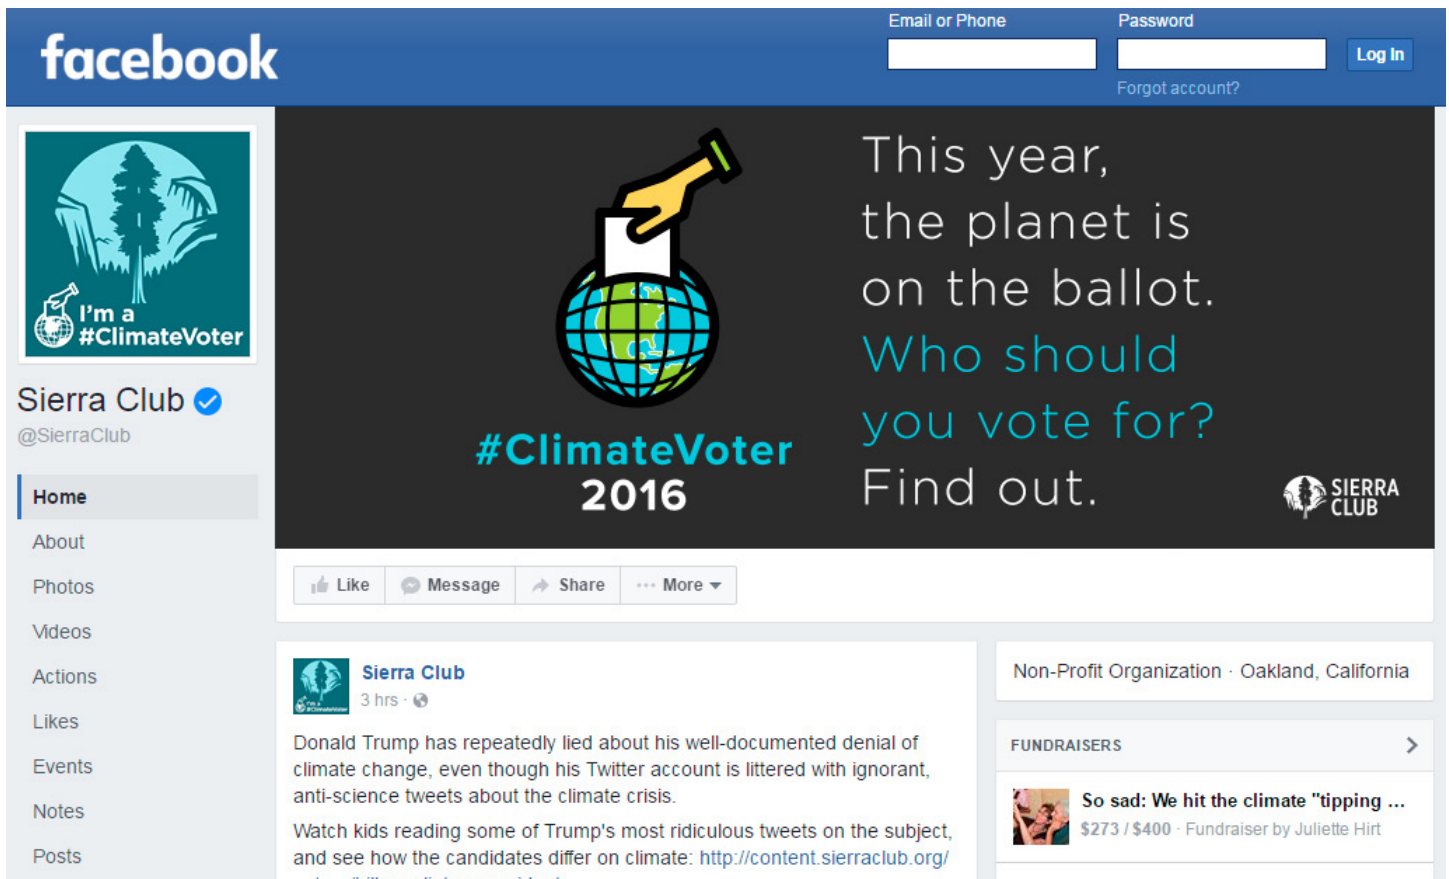 facebook
Email or Phone
Password
Log In
Forgot account?
I'm a
#ClimateVoter
Sierra Club
@SierraClub
Home
About
Photos
Videos
Actions
Likes
Events
Notes
Posts
#ClimateVoter
2016
This year,
the planet is
on the ballot.
Who should
you vote for?
Find out.
SIERRA
CLUB
Like
Message
Share
More
Sierra Club
3 hrs ·
Donald Trump has repeatedly lied about his well-documented denial of
climate change, even though his Twitter account is littered with ignorant,
anti-science tweets about the climate crisis.
Watch kids reading some of Trump's most ridiculous tweets on the subject,
and see how the candidates differ on climate: http://content.sierraclub.org/
Non-Profit Organization · Oakland, California
FUNDRAISERS
So sad: We hit the climate "tipping ...
$273 / $400 · Fundraiser by Juliette Hirt